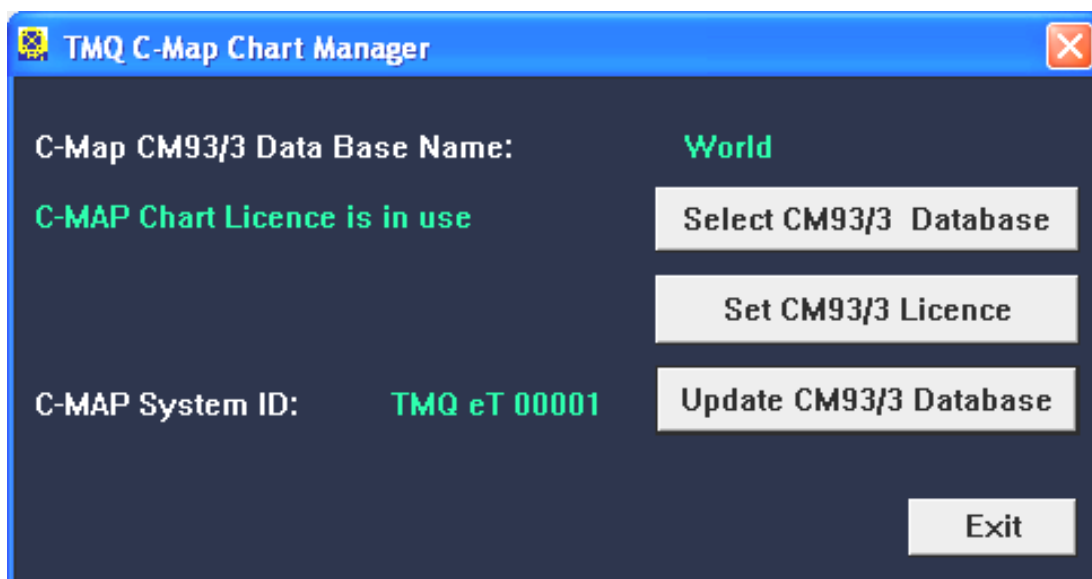 TMQ C-Map Chart Manager
C-Map CM93/3 Data Base Name: World
C-MAP Chart Licence is in use
Select CM93/3 Database
Set CM93/3 Licence
C-MAP System ID: TMQ eT 00001
Update CM93/3 Database
Exit